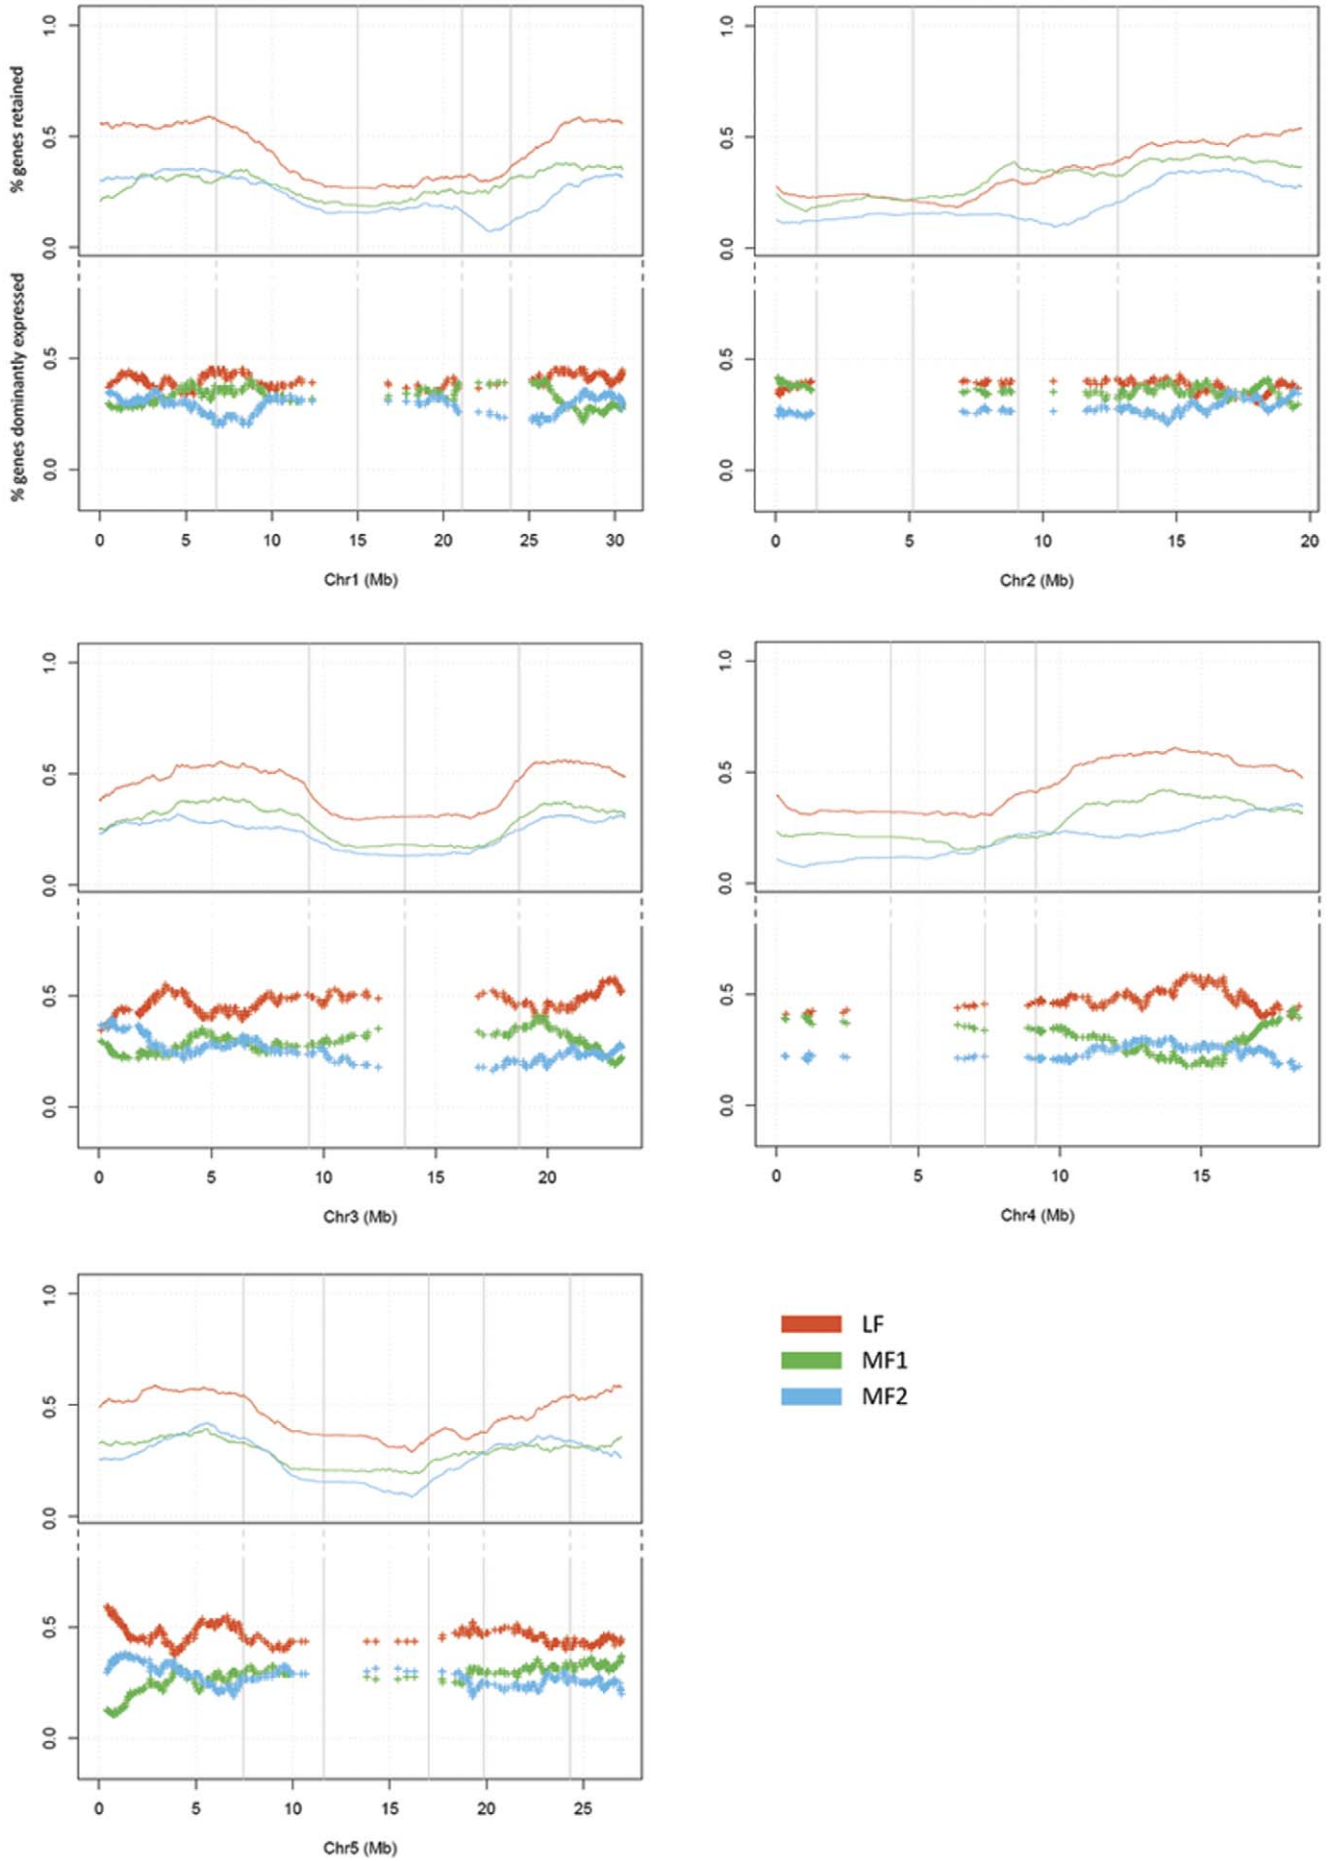 % genes retained
1.0
0.5
0.0
1.0
0.5
0.0
% genes dominantly expressed
0.5
0.0
0.5
0.0
0 5 10 15 20 25 30
Chr1 (Mb)
0 5 10 15 20
Chr2 (Mb)
1.0
0.5
0.0
1.0
0.5
0.0
0.5
0.0
0.5
0.0
0 5 10 15 20
Chr3 (Mb)
0 5 10 15
Chr4 (Mb)
1.0
0.5
0.0
0.5
0.0
0 5 10 15 20 25
Chr5 (Mb)
LF
MF1
MF2